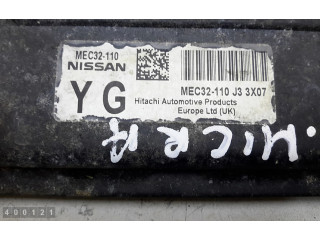 MEC32-110
NISSAN
YG
MEC32-110 J3 3X07
Hitachi Automotive Products
Europe Ltd (UK)
MICRA
400121